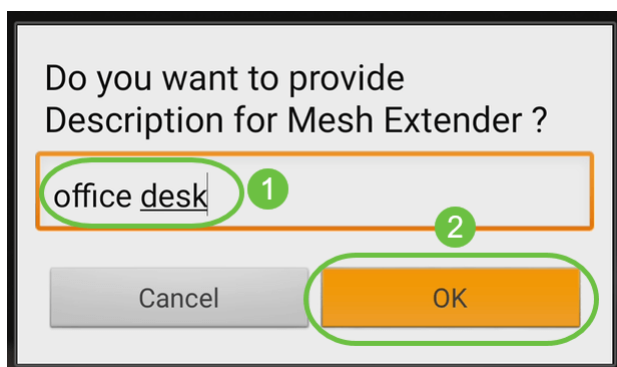 Do you want to provide
Description for Mesh Extender ?
office desk
1
2
Cancel
OK